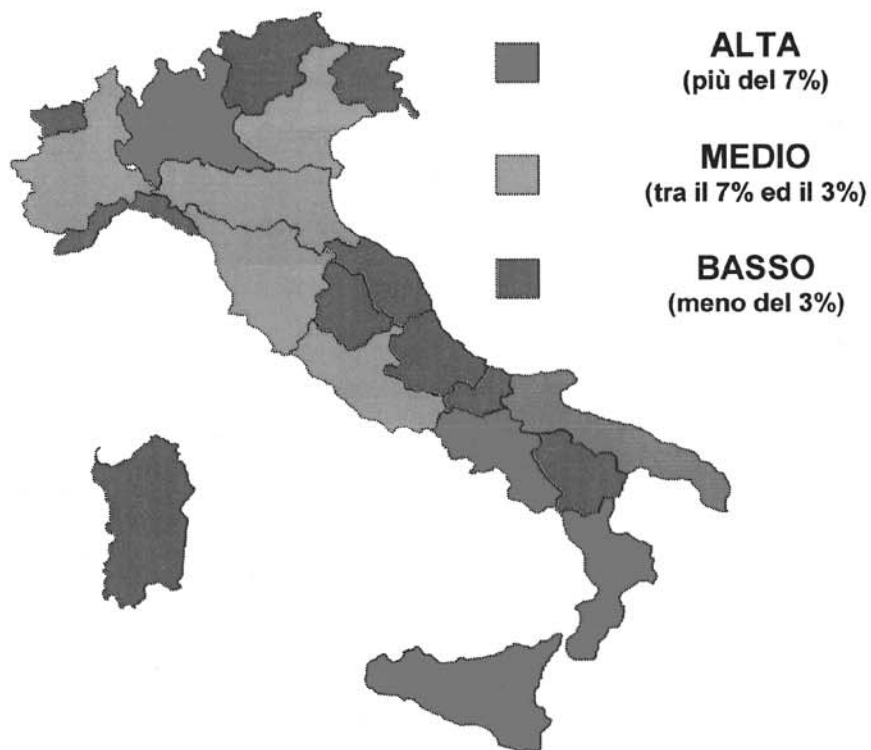 ALTA
(più del 7%)
MEDIO
(tra il 7% ed il 3%)
BASSO
(meno del 3%)